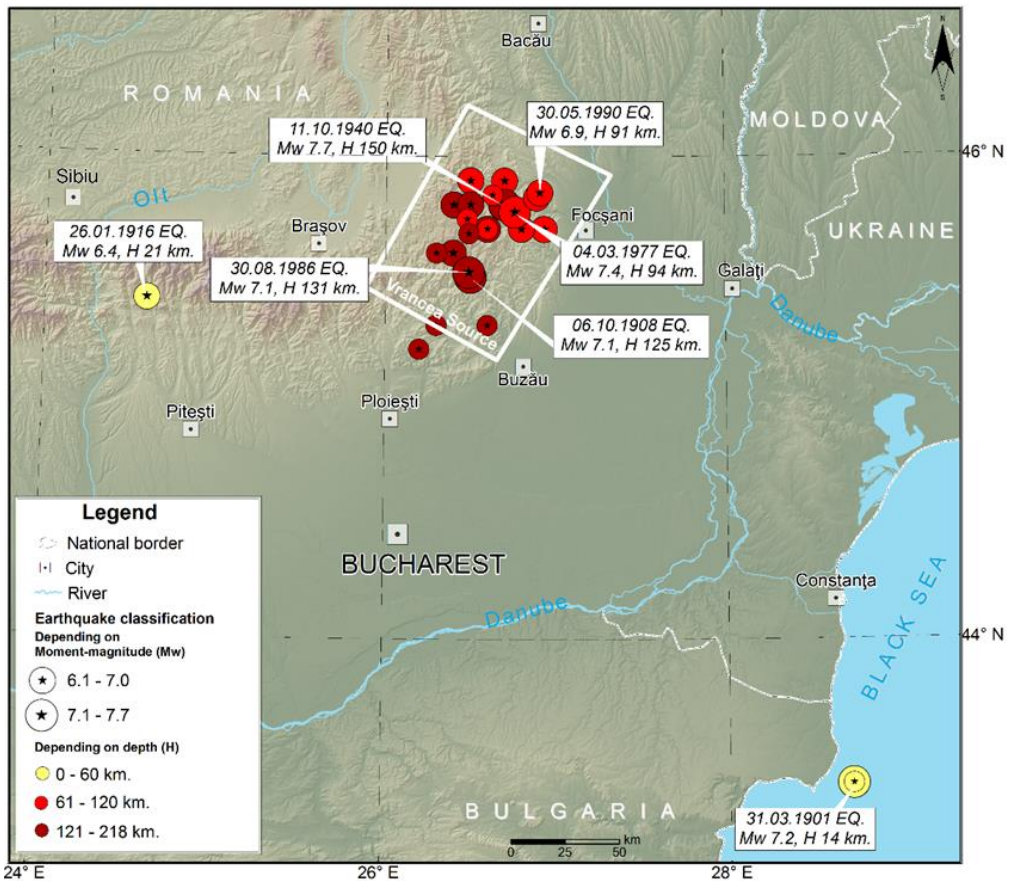 N
Bacău
ROMANIA
30.05.1990 EQ.
Mw 6.9, H 91 km.
MOLDOVA
11.10.1940 EQ.
Mw 7.7, H 150 km.
46° N
Sibiu
Olt
Focşani
UKRAINE
26.01.1916 EQ.
Mw 6.4, H 21 km.
Braşov
04.03.1977 EQ.
Mw 7.4, H 94 km.
30.08.1986 EQ.
Mw 7.1, H 131 km.
Galaţi
Vrancea Source
Danube
06.10.1908 EQ.
Mw 7.1, H 125 km.
Buzău
Piteşti
Ploieşti
BUCHAREST
Constanţa
Danube
44° N
BLACK SEA
BULGARIA
31.03.1901 EQ.
Mw 7.2, H 14 km.
km
0 25 50
Legend
National border
City
River
Earthquake classification
Depending on
Moment-magnitude (Mw)
6.1 - 7.0
7.1 - 7.7
Depending on depth (H)
0 - 60 km.
61 - 120 km.
121 - 218 km.
24° E
26° E
28° E